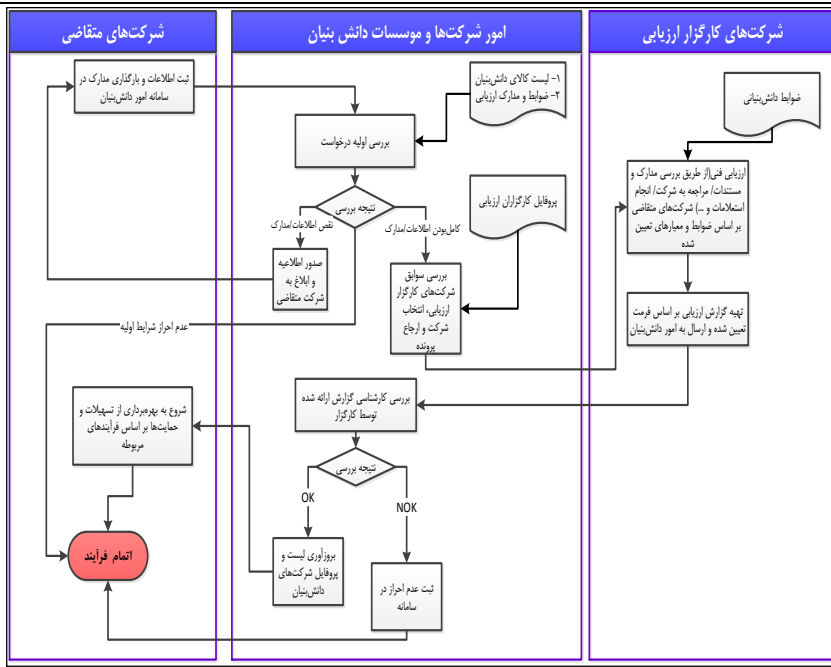 شرکت‌های کارگزار ارزیابی
امور شرکت‌ها و موسسات دانش بنیان
شرکت‌های متقاضی
ثبت اطلاعات و بارگذاری مدارک در
سامانه امور دانش‌بنیان
۱- لیست کالای دانش‌بنیان
۲- ضوابط و مدارک ارزیابی
ضوابط دانش‌بنیانی
بررسی اولیه درخواست
ارزیابی فنی(از طریق بررسی مدارک و
مستندات/ مراجعه به شرکت/ انجام
استعلامات و ...) شرکت‌های متقاضی
بر اساس ضوابط و معیارهای تعیین
شده
پروفایل کارگزاران ارزیابی
نتیجه بررسی
نقص اطلاعات/مدارک
کامل‌بودن اطلاعات/مدارک
صدور اطلاعیه
و ابلاغ به
شرکت متقاضی
بررسی سوابق
شرکت‌های کارگزار
ارزیابی، انتخاب
شرکت و ارجاع
پرونده
تهیه گزارش ارزیابی بر اساس فرمت
تعیین شده و ارسال به امور دانش‌بنیان
عدم احراز شرایط اولیه
بررسی کارشناسی گزارش ارائه شده
توسط کارگزار
شروع به بهره‌برداری از تسهیلات و
حمایت‌ها بر اساس فرآیندهای
مربوطه
نتیجه بررسی
OK
NOK
بروزآوری لیست و
پروفایل شرکت‌های
دانش‌بنیان
ثبت عدم احراز در
سامانه
اتمام فرآیند